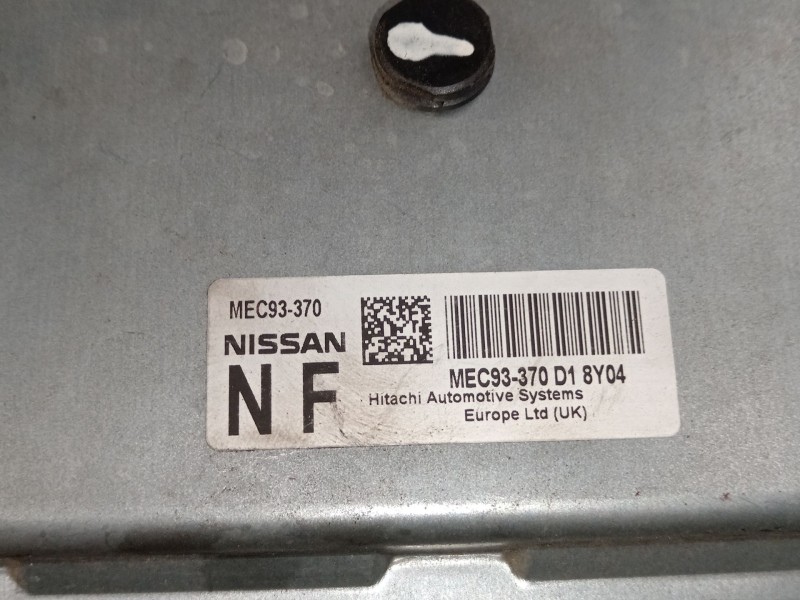 MEC93-370
NISSAN
N F
MEC93-370 D1 8Y04
Hitachi Automotive Systems
Europe Ltd (UK)